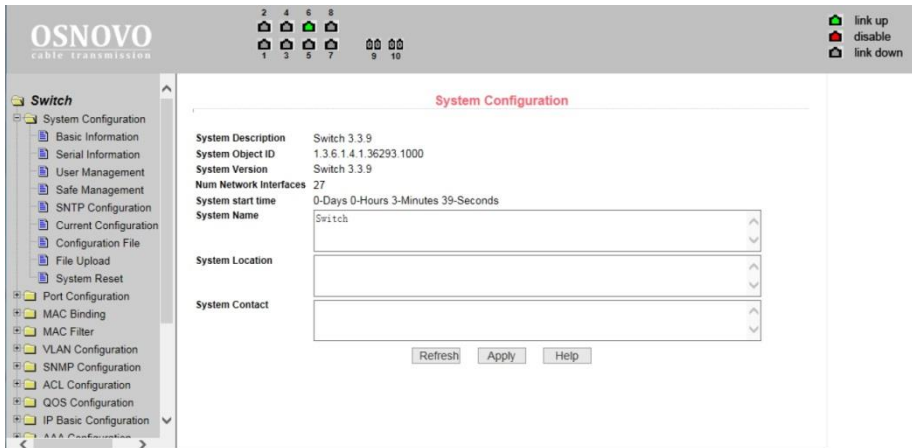 OSNOVO
cable transmission
2 4 6 8
1 3 5 7 9 10
link up
disable
link down
Switch
System Configuration
Basic Information
Serial Information
User Management
Safe Management
SNTP Configuration
Current Configuration
Configuration File
File Upload
System Reset
Port Configuration
MAC Binding
MAC Filter
VLAN Configuration
SNMP Configuration
ACL Configuration
QOS Configuration
IP Basic Configuration
AAA Configuration
System Configuration
System Description Switch 3.3.9
System Object ID 1.3.6.1.4.1.36293.1000
System Version Switch 3.3.9
Num Network Interfaces 27
System start time 0-Days 0-Hours 3-Minutes 39-Seconds
System Name Switch
System Location
System Contact
Refresh Apply Help